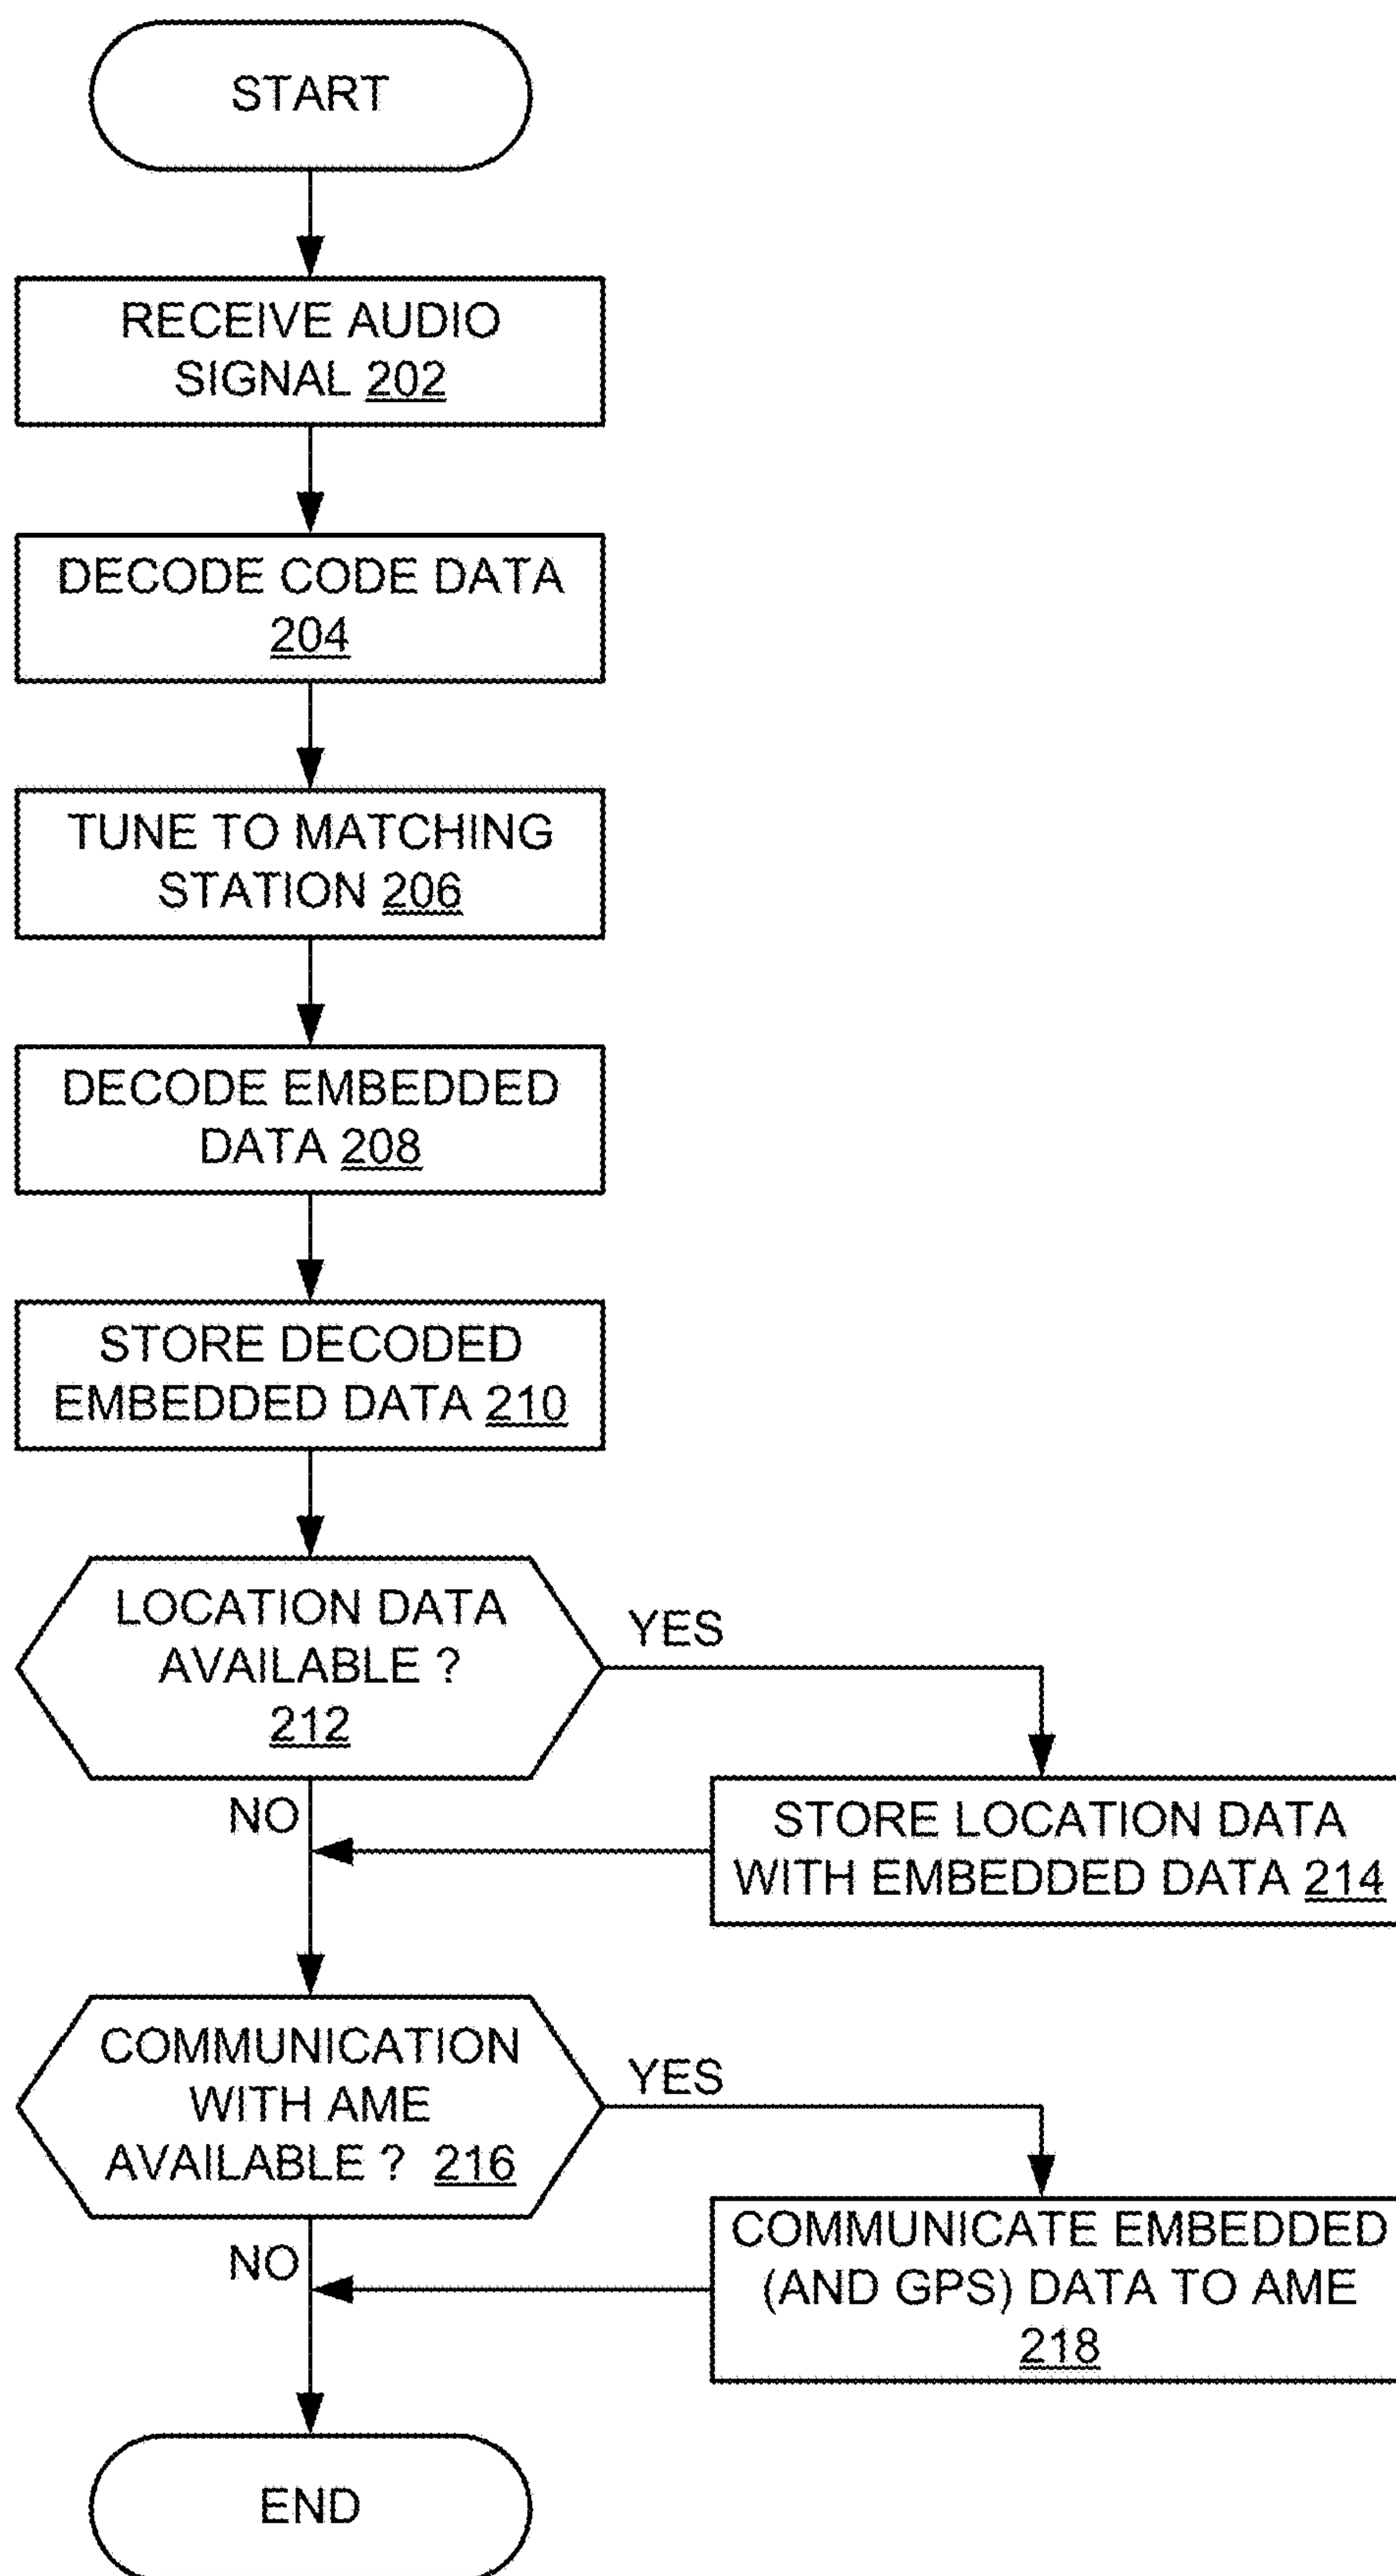 START
RECEIVE AUDIO
SIGNAL 202
DECODE CODE DATA
204
TUNE TO MATCHING
STATION 206
DECODE EMBEDDED
DATA 208
STORE DECODED
EMBEDDED DATA 210
LOCATION DATA
AVAILABLE ?
212
YES
NO
STORE LOCATION DATA
WITH EMBEDDED DATA 214
COMMUNICATION
WITH AME
AVAILABLE ? 216
YES
NO
COMMUNICATE EMBEDDED
(AND GPS) DATA TO AME
218
END